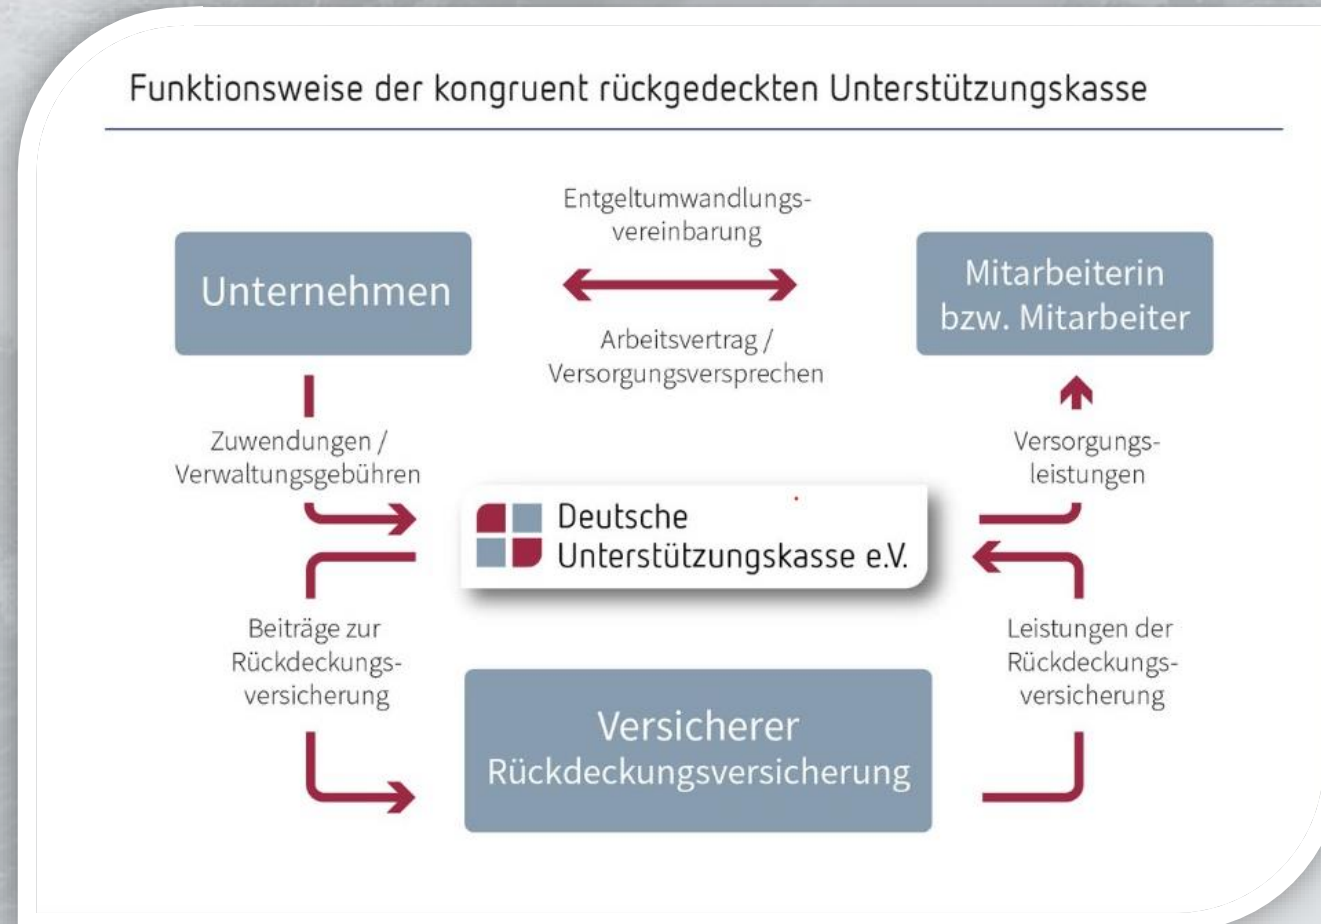 Funktionsweise der kongruent rückgedeckten Unterstützungskasse
Entgeltumwandlungs-
vereinbarung
Unternehmen
Mitarbeiterin
bzw. Mitarbeiter
Arbeitsvertrag /
Versorgungsversprechen
Zuwendungen /
Verwaltungsgebühren
Versorgungs-
leistungen
Deutsche
Unterstützungskasse e.V.
Beiträge zur
Rückdeckungs-
versicherung
Leistungen der
Rückdeckungs-
versicherung
Versicherer
Rückdeckungsversicherung